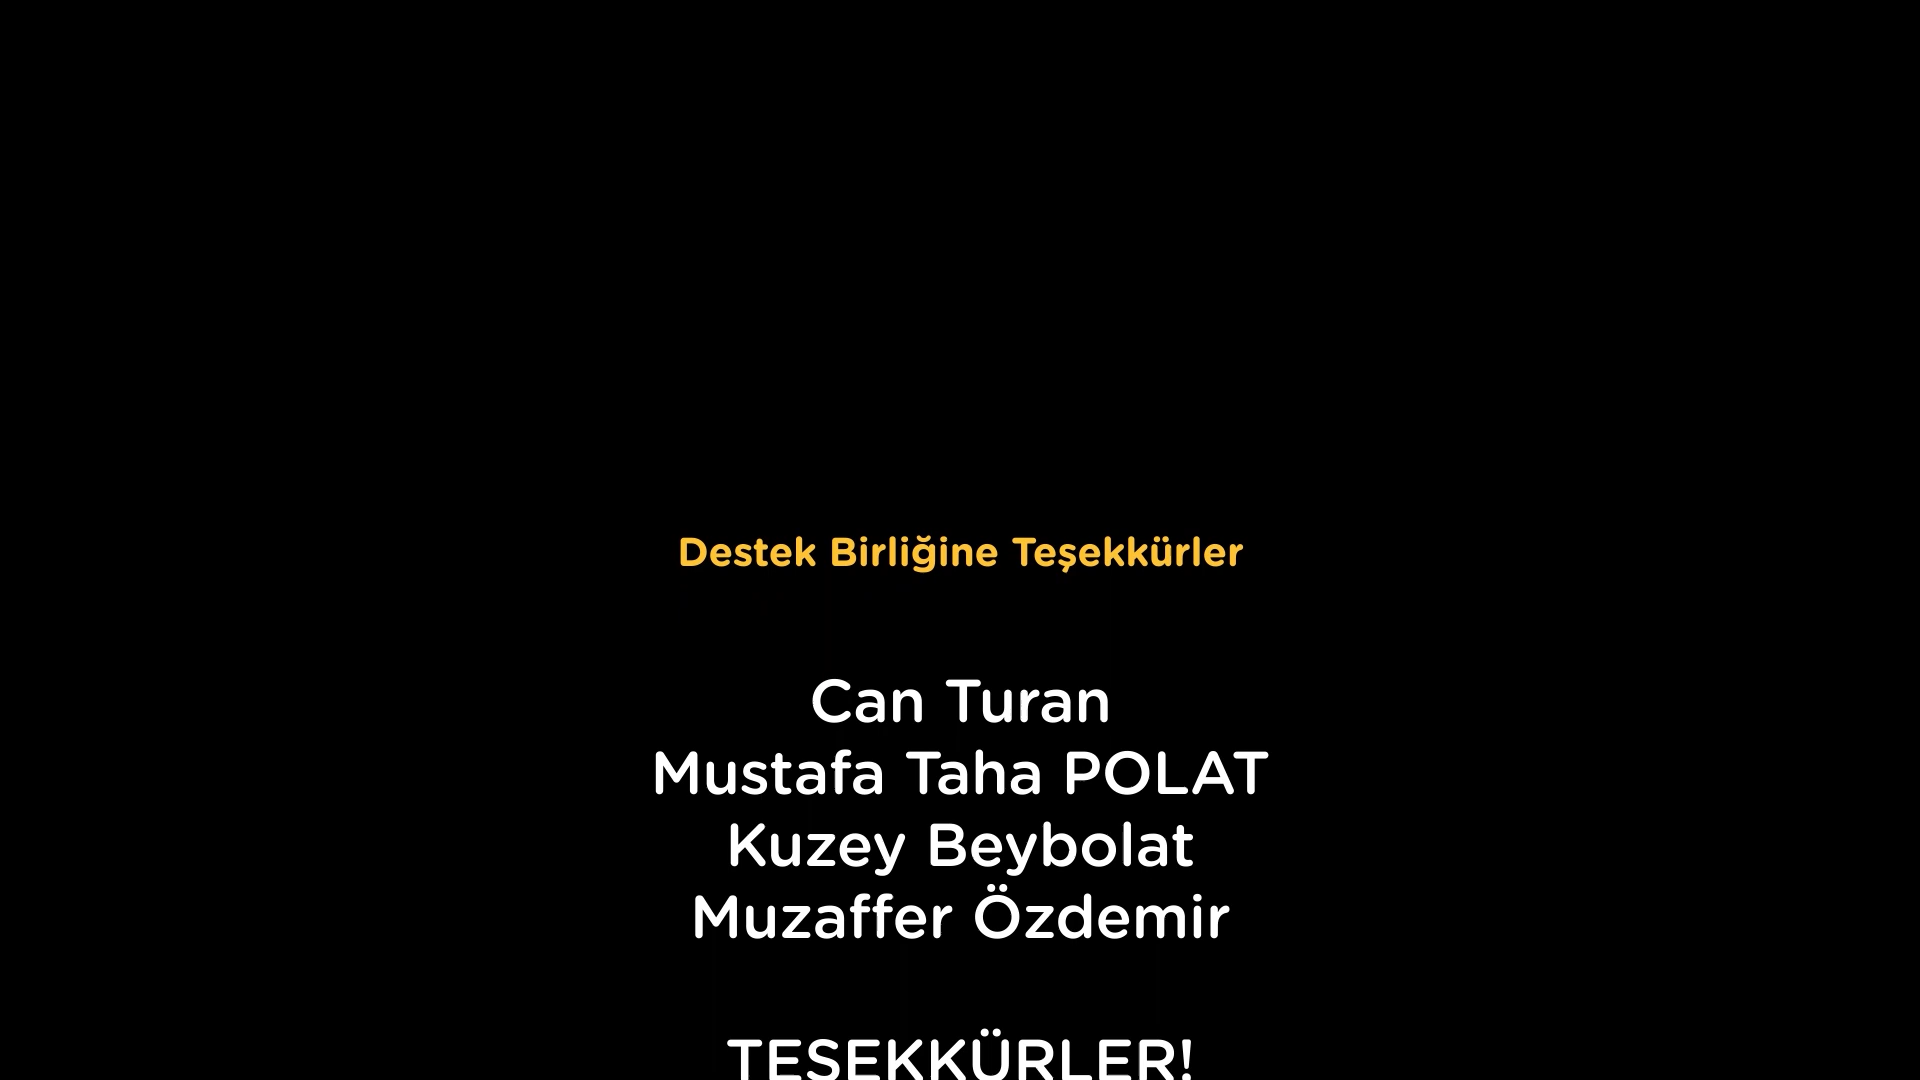 Destek Birliğine Teşekkürler
Can Turan
Mustafa Taha POLAT
Kuzey Beybolat
Muzaffer Özdemir
TEŞEKKÜRLER!